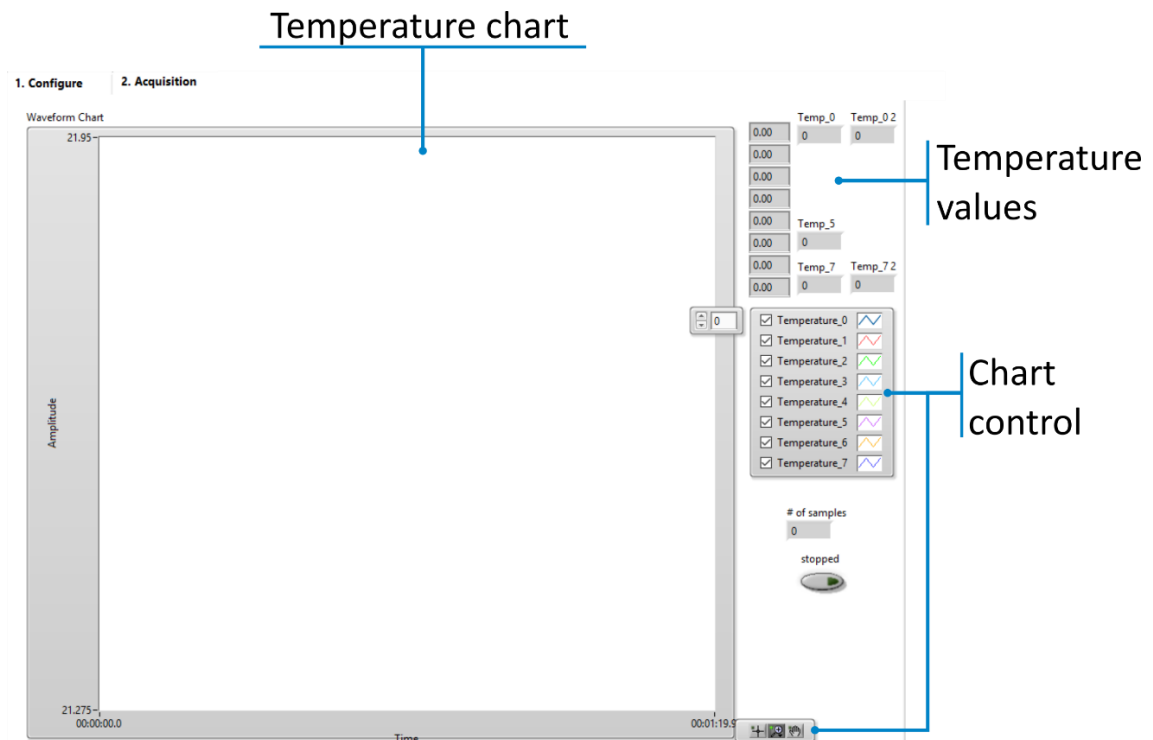 Temperature chart
1. Configure
2. Acquisition
Waveform Chart
21.95
Amplitude
21.275
00:00:00.0
00:01:19.9
Time
Temp_0
Temp_0 2
0.00
0
0
0.00
0.00
0.00
0.00
Temp_5
0.00
0
0.00
Temp_7
Temp_7 2
0.00
0
0
Temperature
values
0
Temperature_0
Temperature_1
Temperature_2
Temperature_3
Temperature_4
Temperature_5
Temperature_6
Temperature_7
Chart
control
# of samples
0
stopped